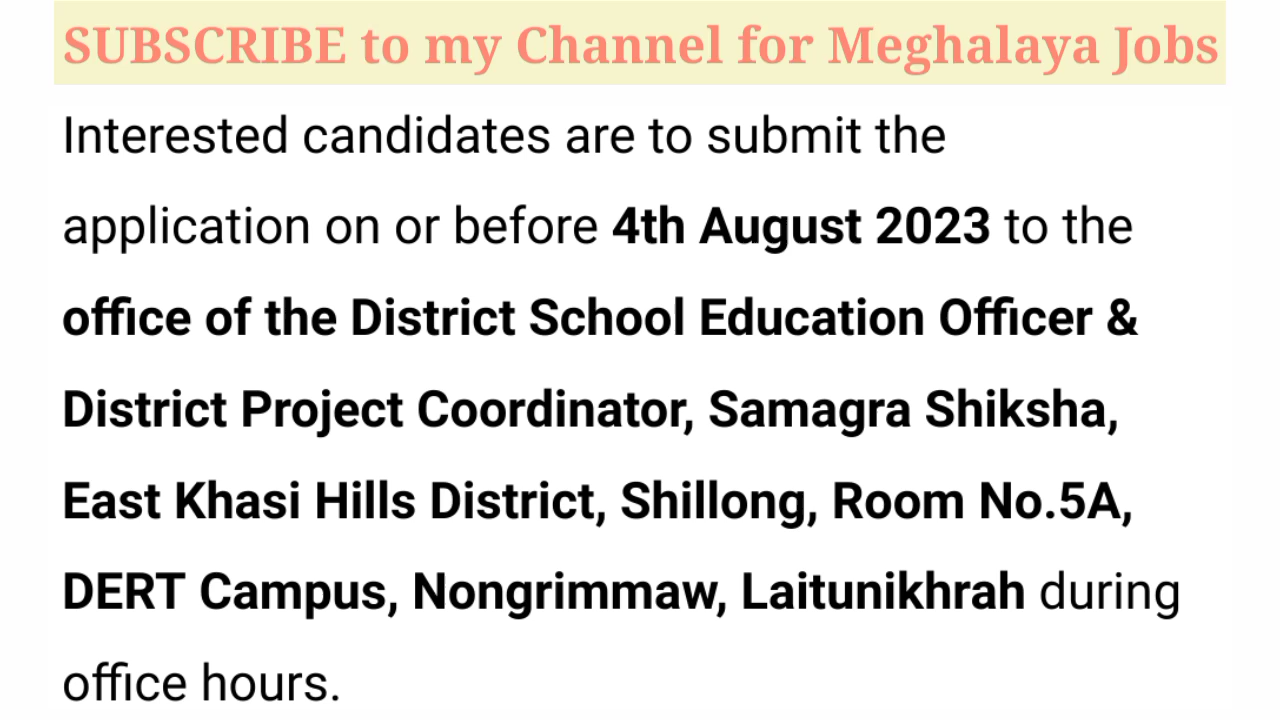 SUBSCRIBE to my Channel for Meghalaya Jobs
Interested candidates are to submit the
application on or before 4th August 2023 to the
office of the District School Education Officer &
District Project Coordinator, Samagra Shiksha,
East Khasi Hills District, Shillong, Room No.5A,
DERT Campus, Nongrimmaw, Laitunikhrah during
office hours.